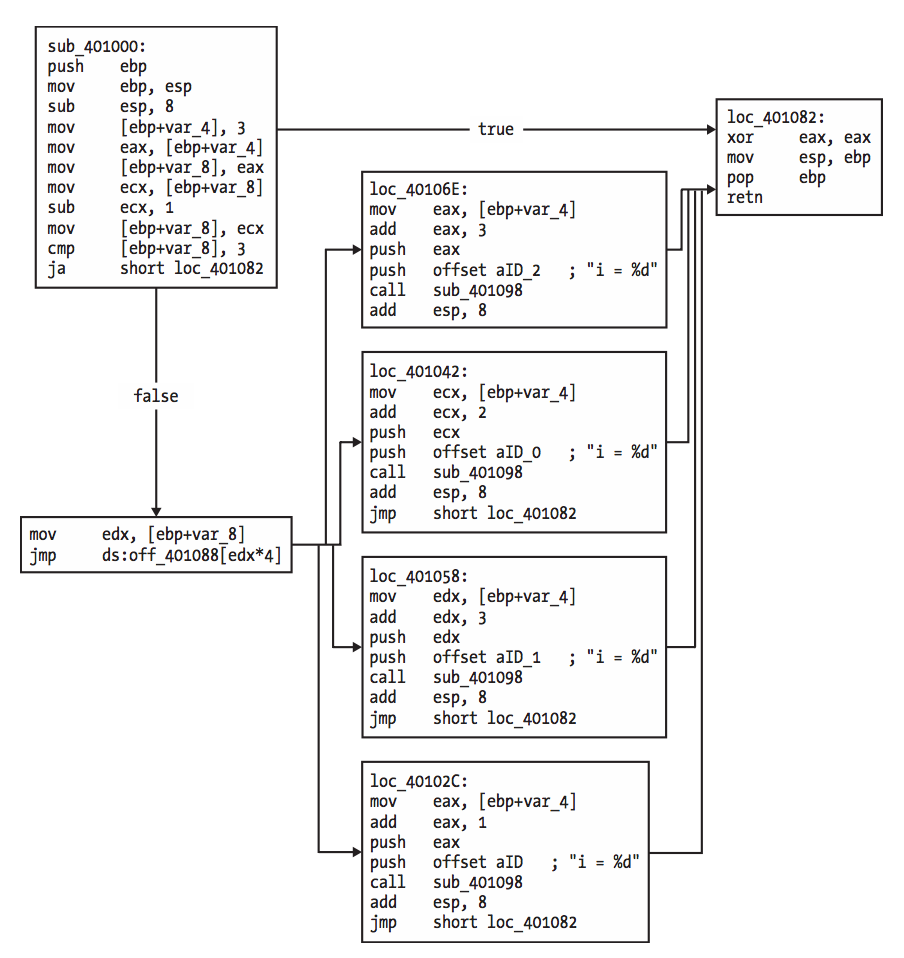 sub_401000:
push ebp
mov ebp, esp
sub esp, 8
mov [ebp+var_4], 3
mov eax, [ebp+var_4]
mov [ebp+var_8], eax
mov ecx, [ebp+var_8]
sub ecx, 1
mov [ebp+var_8], ecx
cmp [ebp+var_8], 3
ja short loc_401082
true
loc_401082:
xor eax, eax
mov esp, ebp
pop ebp
retn
false
mov edx, [ebp+var_8]
jmp ds:off_401088[edx*4]
loc_40106E:
mov eax, [ebp+var_4]
add eax, 3
push eax
push offset aID_2 ; "i = %d"
call sub_401098
add esp, 8
loc_401042:
mov ecx, [ebp+var_4]
add ecx, 2
push ecx
push offset aID_0 ; "i = %d"
call sub_401098
add esp, 8
jmp short loc_401082
loc_401058:
mov edx, [ebp+var_4]
add edx, 3
push edx
push offset aID_1 ; "i = %d"
call sub_401098
add esp, 8
jmp short loc_401082
loc_40102C:
mov eax, [ebp+var_4]
add eax, 1
push eax
push offset aID ; "i = %d"
call sub_401098
add esp, 8
jmp short loc_401082